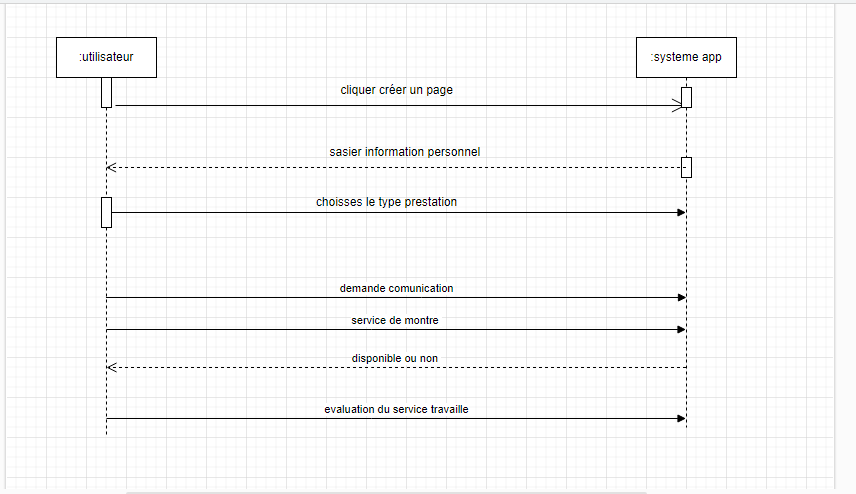 :utilisateur
:systeme app
cliquer créer un page
sasier information personnel
choisses le type prestation
demande comunication
service de montre
disponible ou non
evaluation du service travaille